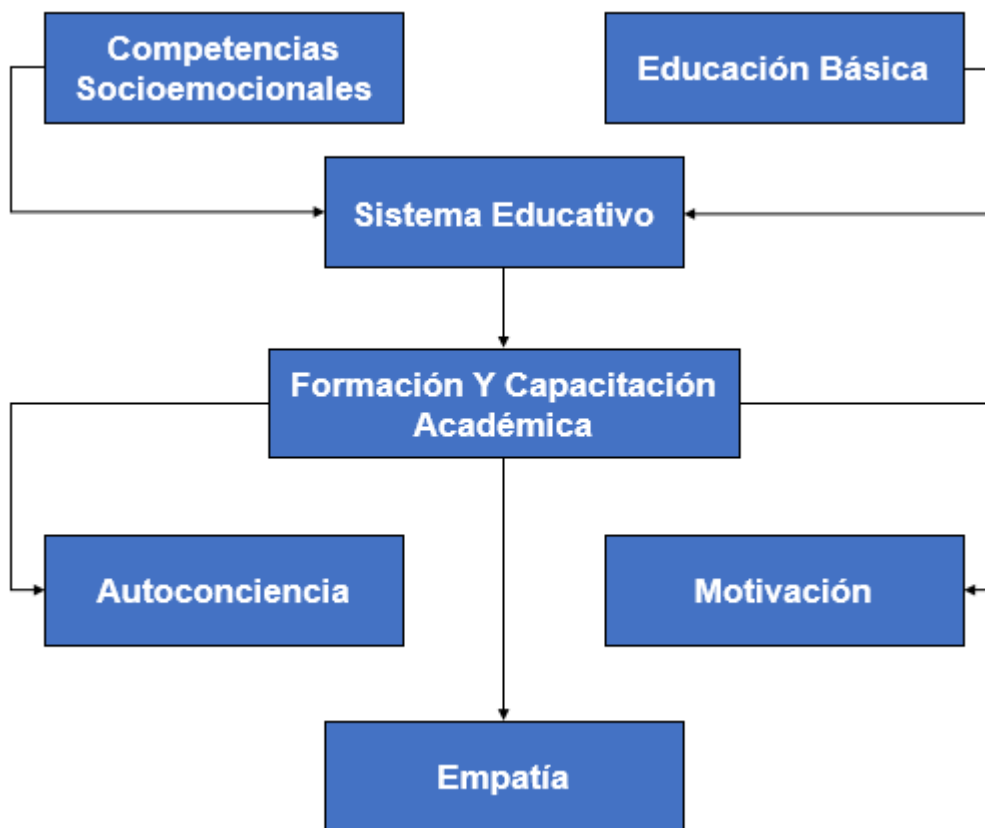 Competencias
Socioemocionales
Educación Básica
Sistema Educativo
Formación Y Capacitación
Académica
Autoconciencia
Motivación
Empatía